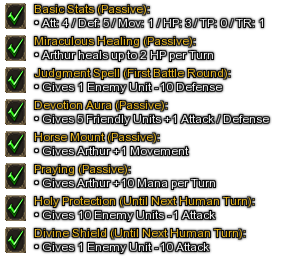 Basic Stats (Passive):
• Att: 4 / Def: 5 / Mov: 1 / HP: 3 / TP: 0 / TR: 1
Miraculous Healing (Passive):
• Arthur heals up to 2 HP per Turn
Judgment Spell (First Battle Round):
• Gives 1 Enemy Unit -10 Defense
Devotion Aura (Passive):
• Gives 5 Friendly Units +1 Attack / Defense
Horse Mount (Passive):
• Gives Arthur +1 Movement
Praying (Passive):
• Gives Arthur +10 Mana per Turn
Holy Protection (Until Next Human Turn):
• Gives 10 Enemy Units -1 Attack
Divine Shield (Until Next Human Turn):
• Gives 1 Enemy Unit -10 Attack